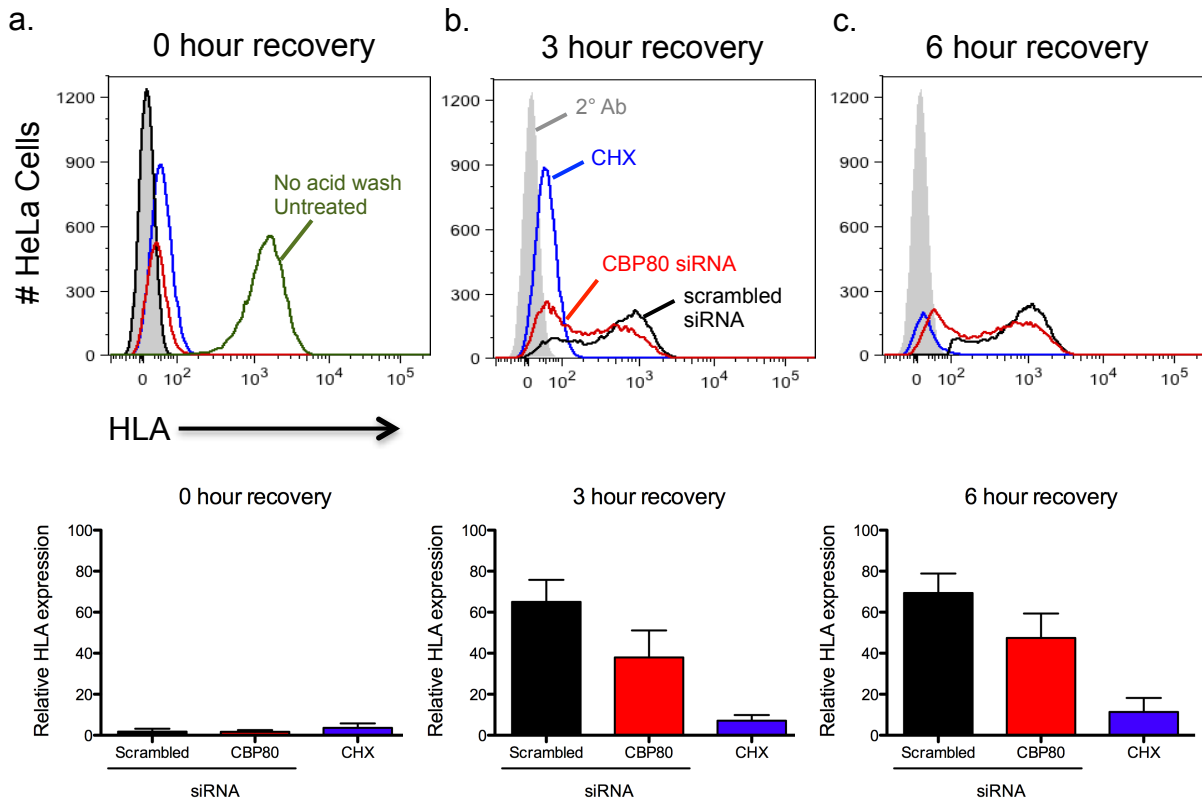 a.
0 hour recovery
b.
3 hour recovery
c.
6 hour recovery
# HeLa Cells
1200
900
600
300
0
No acid wash
Untreated
0 10² 10³ 10⁴ 10⁵
HLA
1200
900
600
300
0
2° Ab
CHX
CBP80 siRNA
scrambled
siRNA
0 10² 10³ 10⁴ 10⁵
1200
900
600
300
0
0 10² 10³ 10⁴ 10⁵
0 hour recovery
Relative HLA expression
100
80
60
40
20
0
Scrambled CBP80 CHX
siRNA
3 hour recovery
Relative HLA expression
100
80
60
40
20
0
Scrambled CBP80 CHX
siRNA
6 hour recovery
Relative HLA expression
100
80
60
40
20
0
Scrambled CBP80 CHX
siRNA